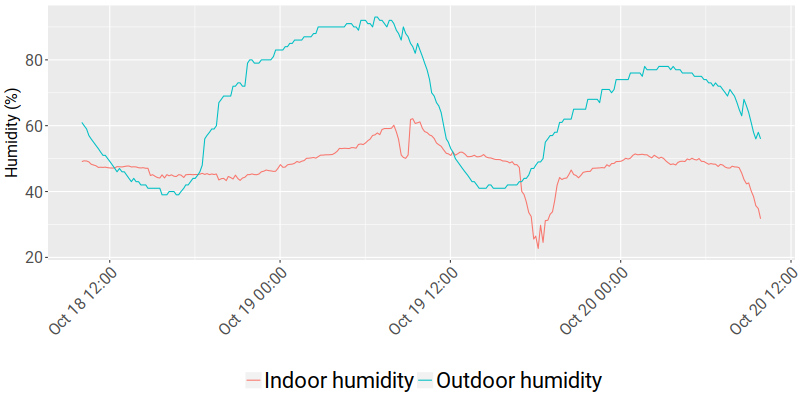 Humidity (%)
80
60
40
20
Oct 18 12:00
Oct 19 00:00
Oct 19 12:00
Oct 20 00:00
Oct 20 12:00
Indoor humidity
Outdoor humidity